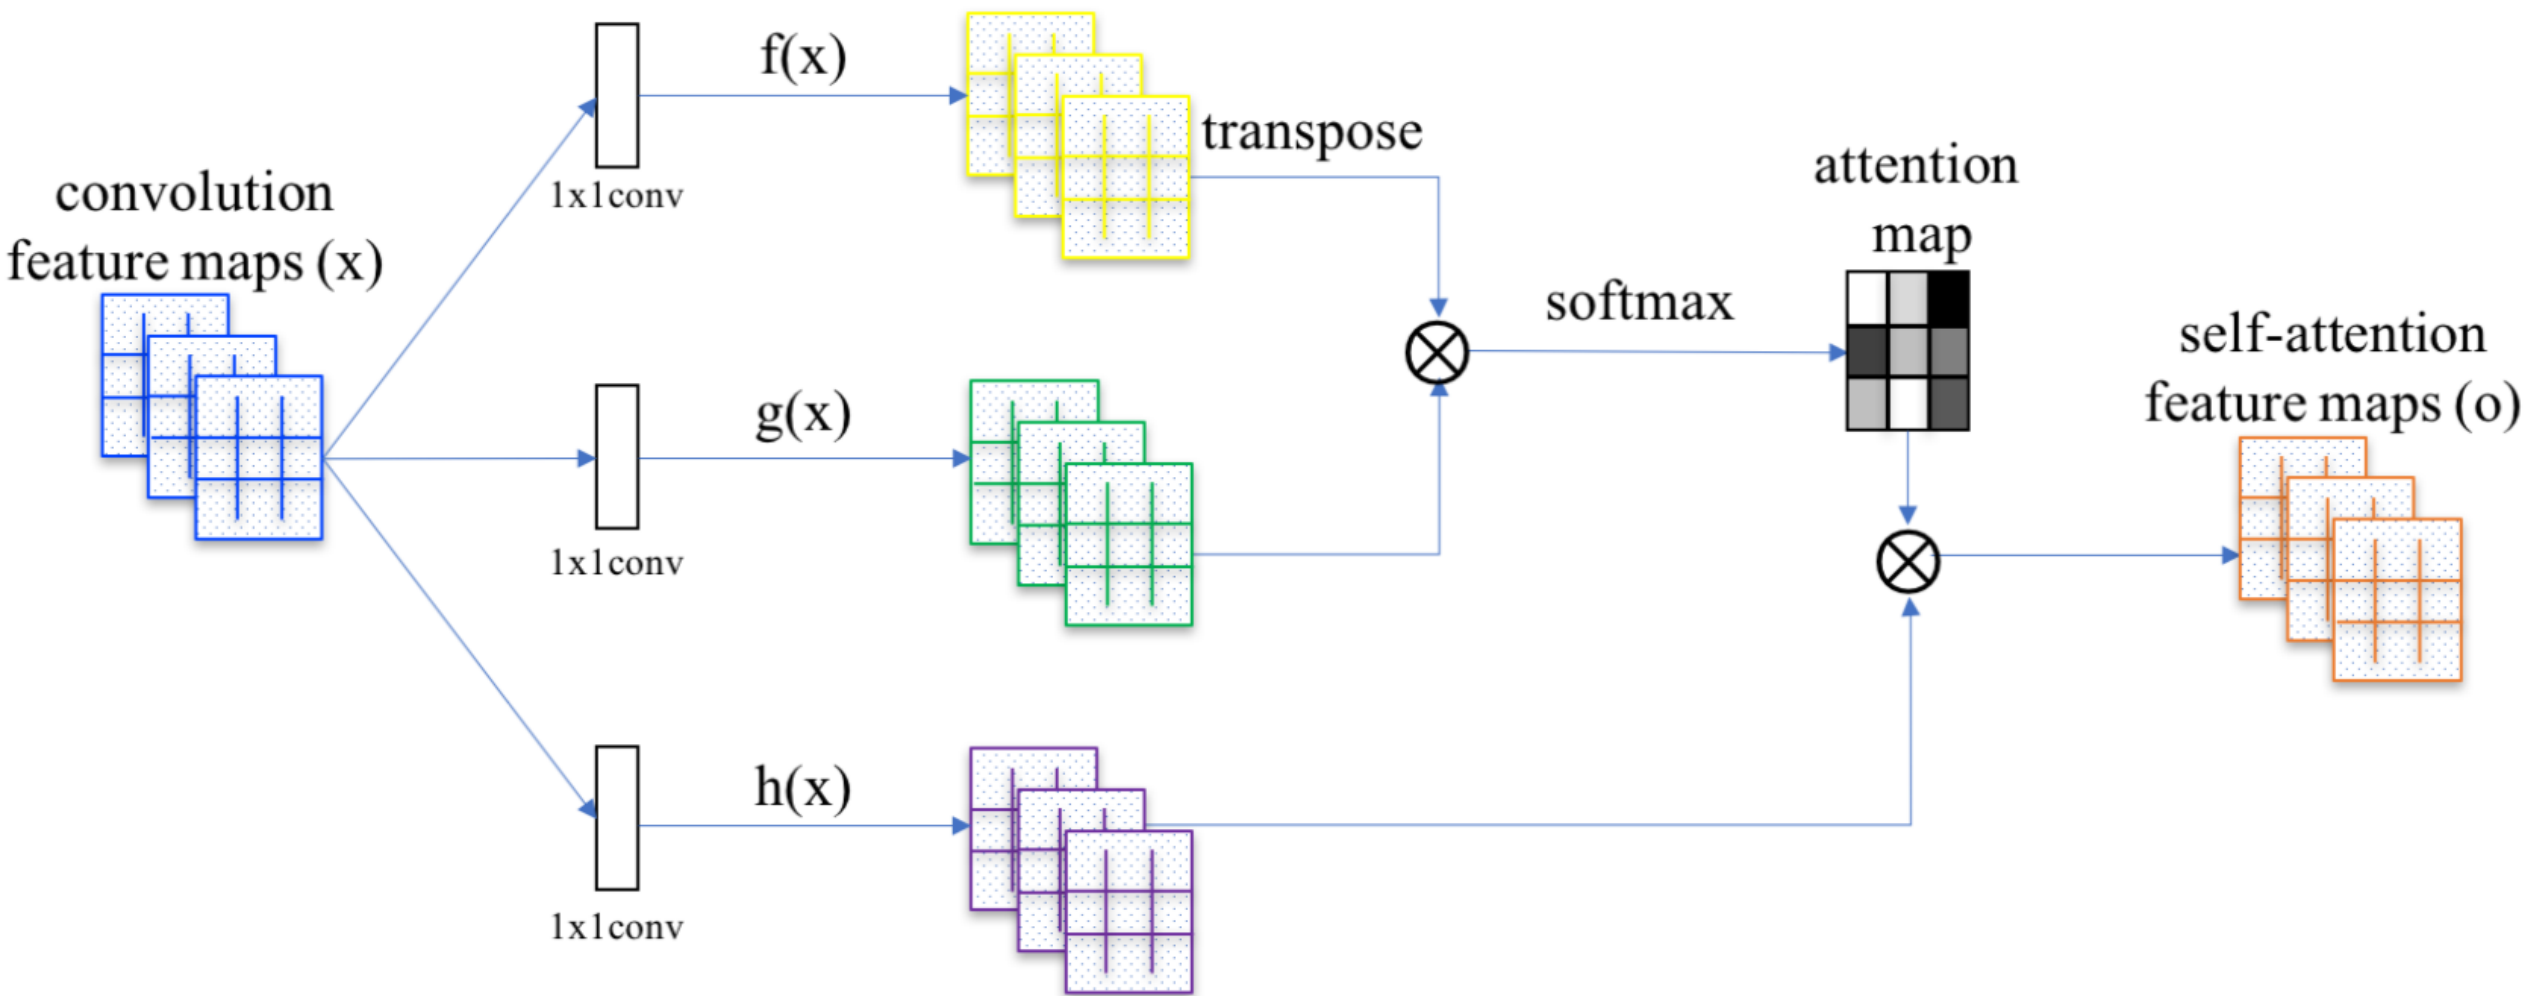 convolution
feature maps (x)
f(x)
1x1conv
transpose
g(x)
1x1conv
h(x)
1x1conv
softmax
attention
map
self-attention
feature maps (o)